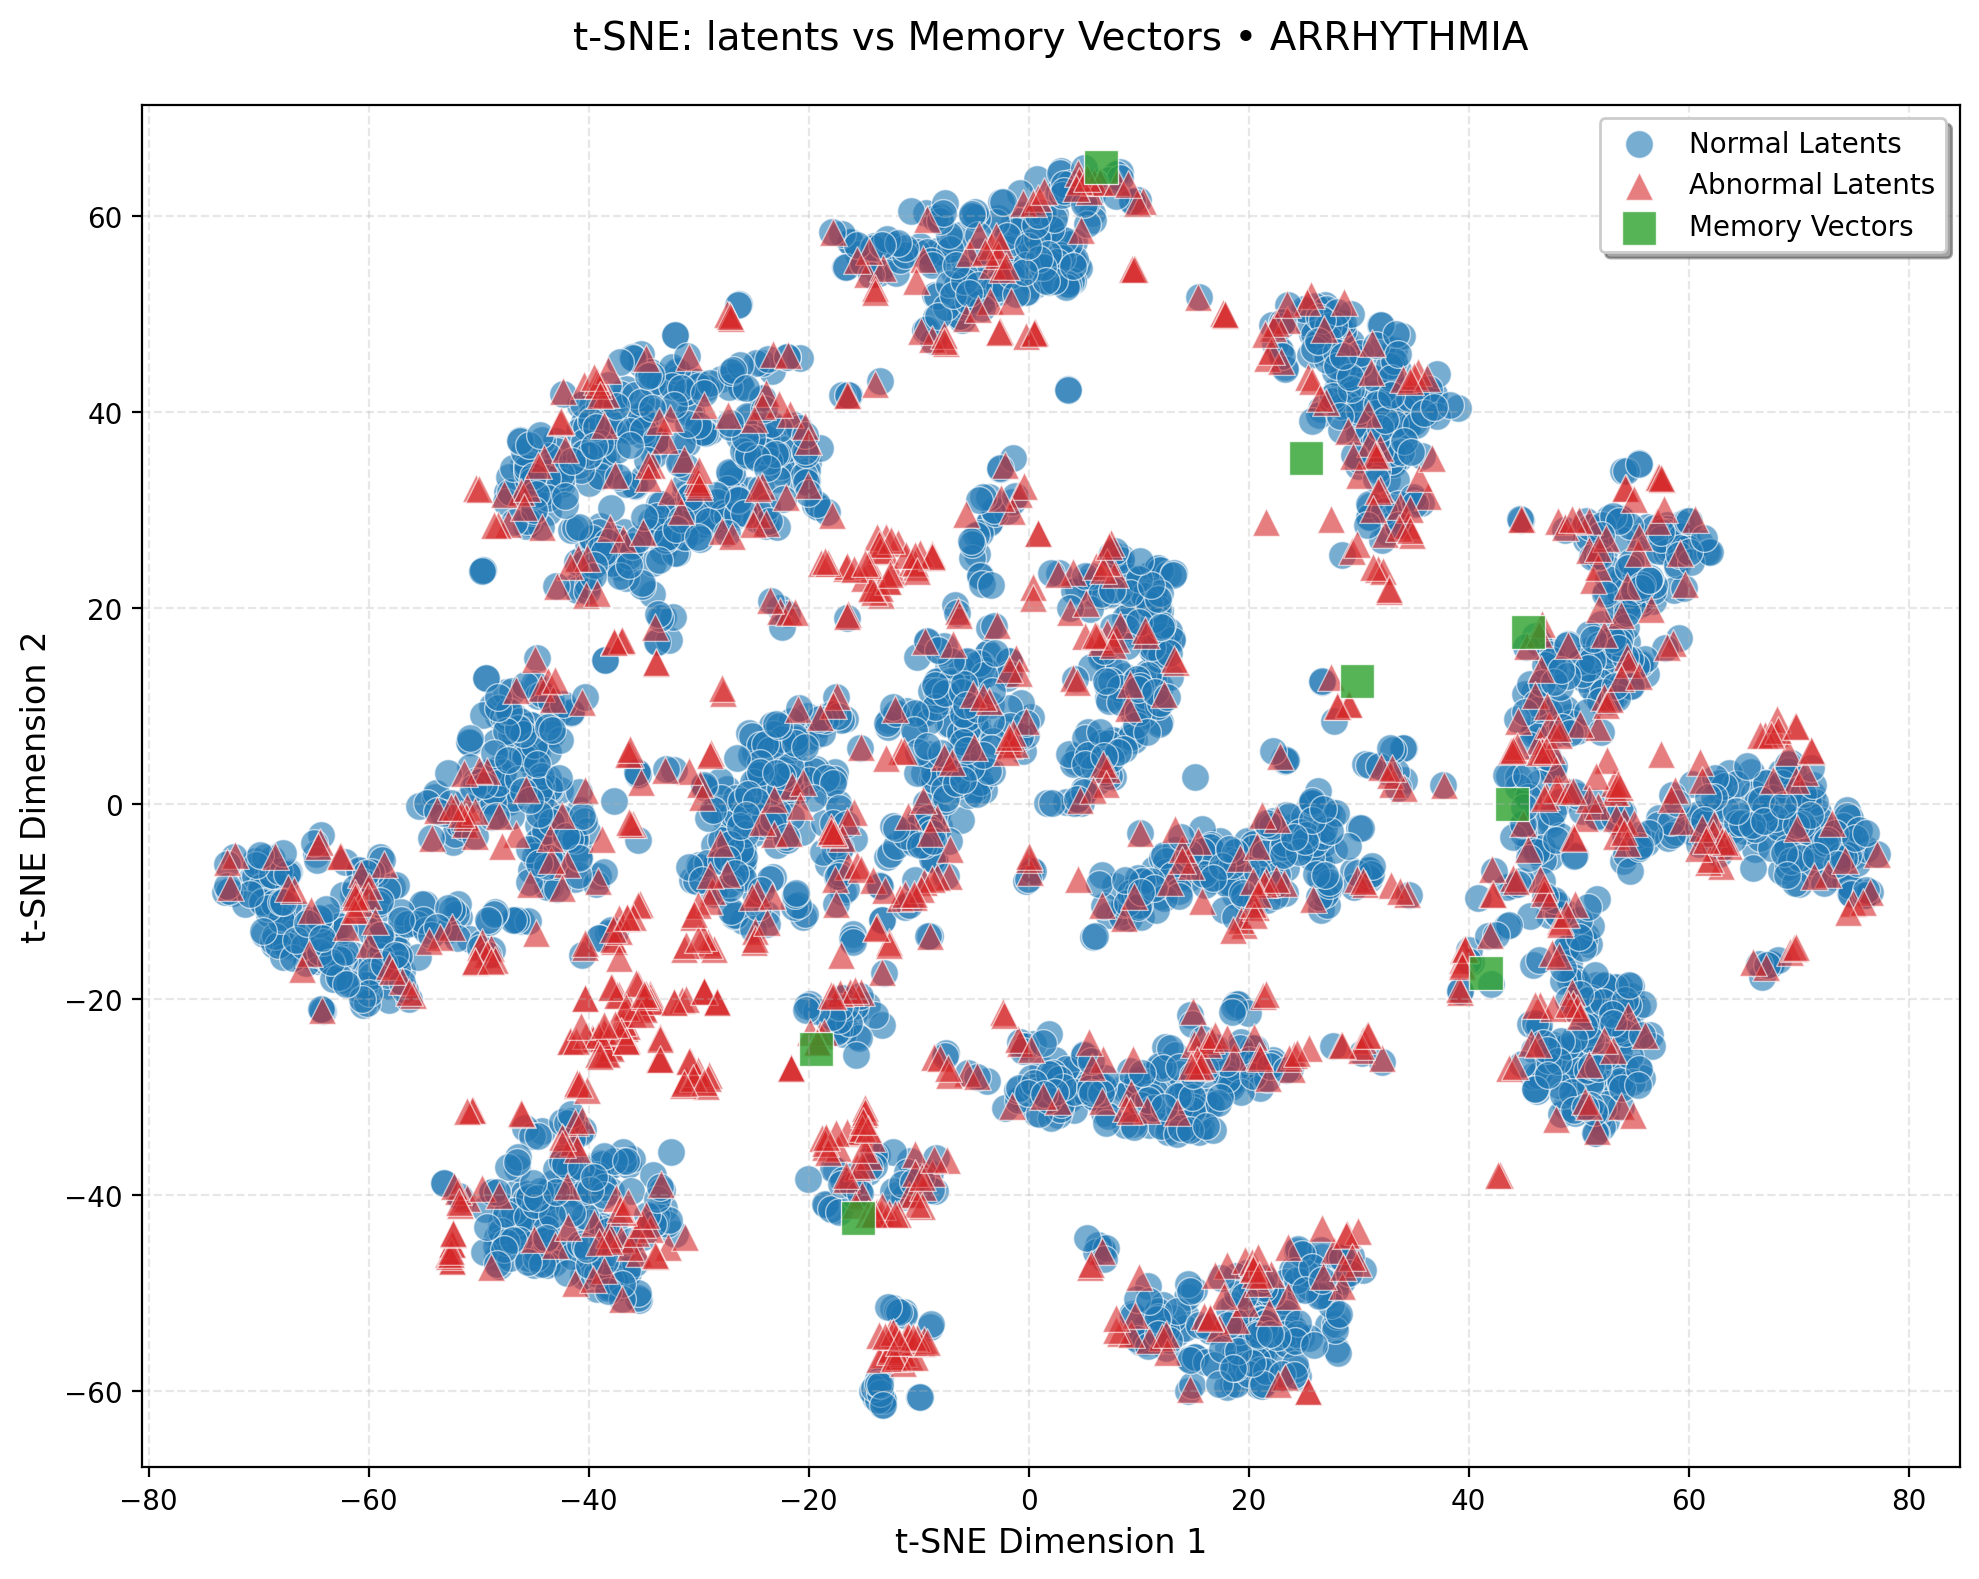 t-SNE: latents vs Memory Vectors • ARRHYTHMIA
Normal Latents
Abnormal Latents
Memory Vectors
t-SNE Dimension 2
60
40
20
0
−20
−40
−60
−80 −60 −40 −20 0 20 40 60 80
t-SNE Dimension 1